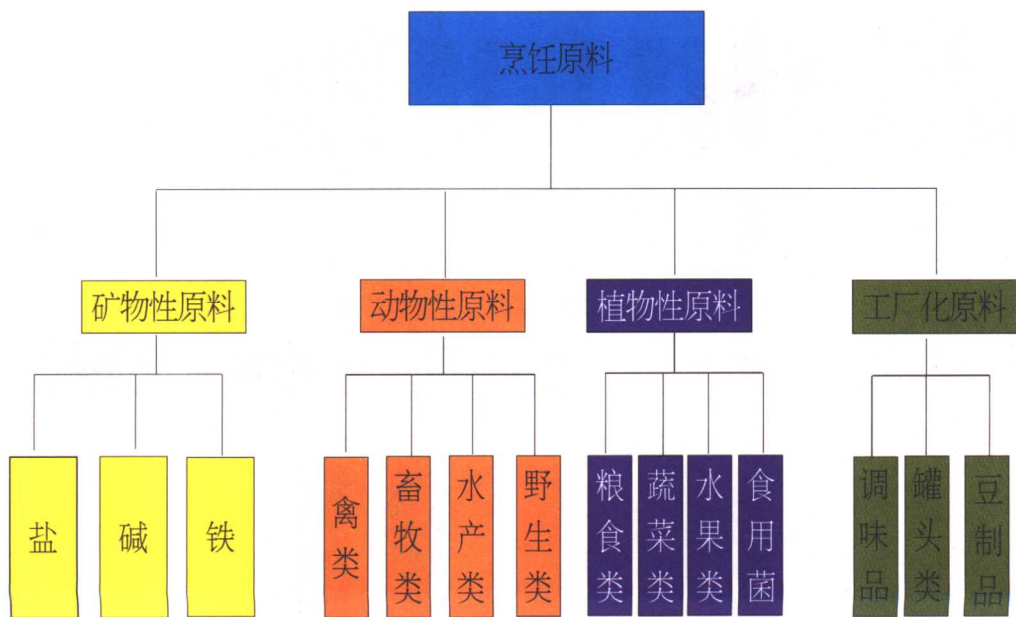 烹饪原料
矿物性原料
动物性原料
植物性原料
工厂化原料
盐
碱
铁
禽类
畜牧类
水产类
野生类
粮食类
蔬菜类
水果类
食用菌
调味品
罐头类
豆制品